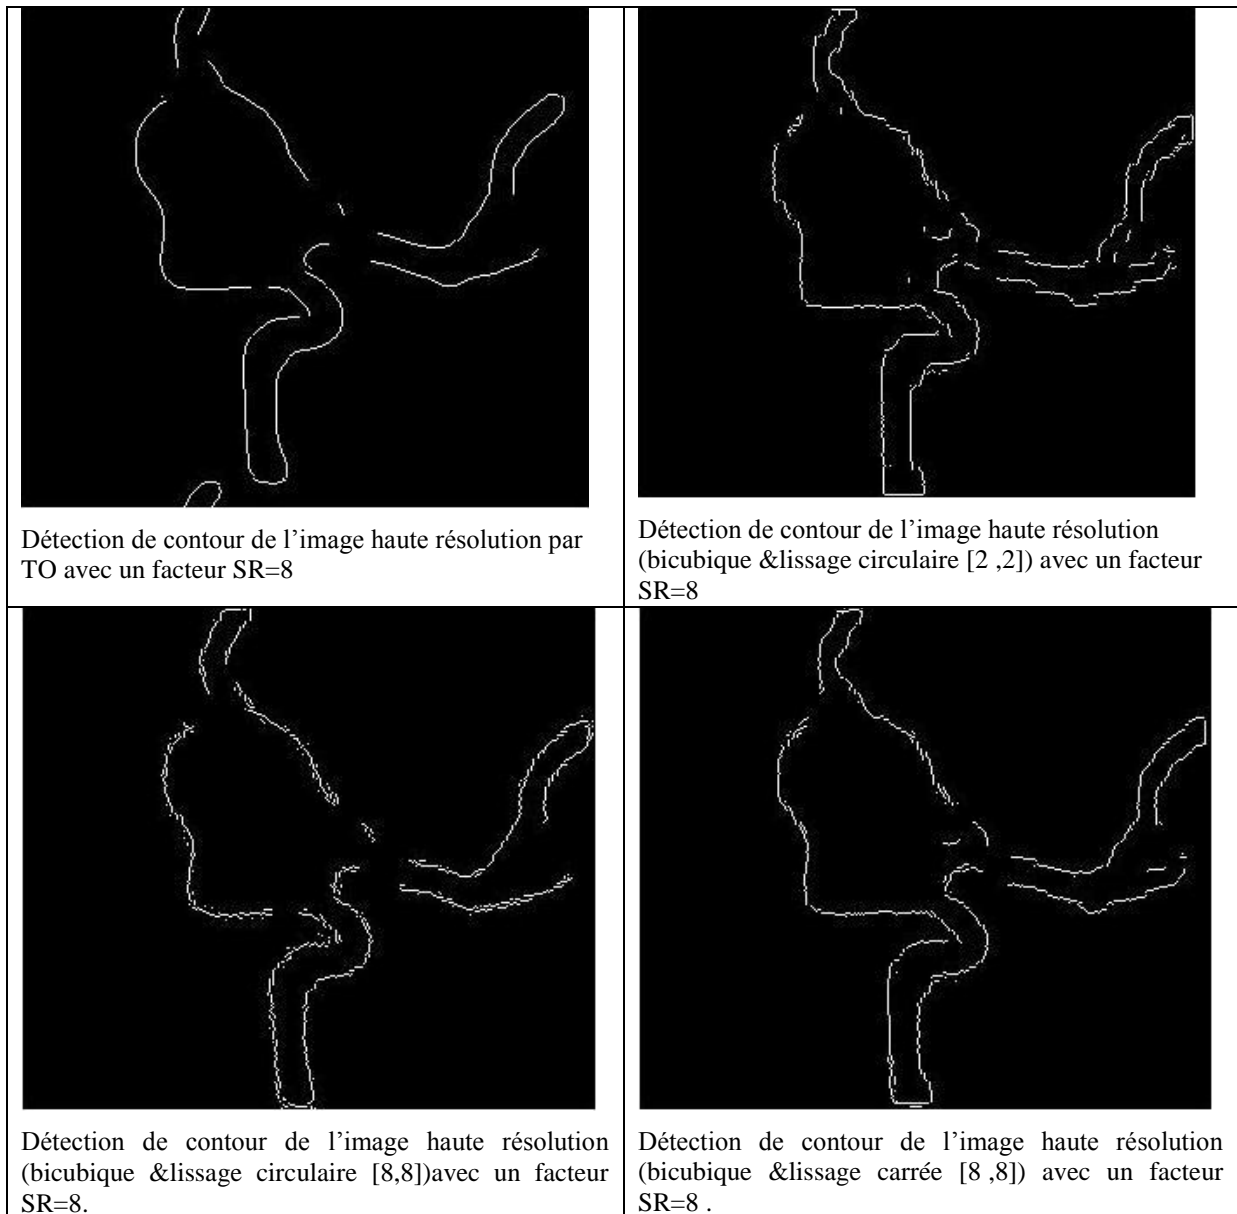 Détection de contour de l'image haute résolution par
TO avec un facteur SR=8
Détection de contour de l'image haute résolution
(bicubique &lissage circulaire [2 ,2]) avec un facteur
SR=8
Détection de contour de l'image haute résolution
(bicubique &lissage circulaire [8,8])avec un facteur
SR=8.
Détection de contour de l'image haute résolution
(bicubique &lissage carrée [8 ,8]) avec un facteur
SR=8 .